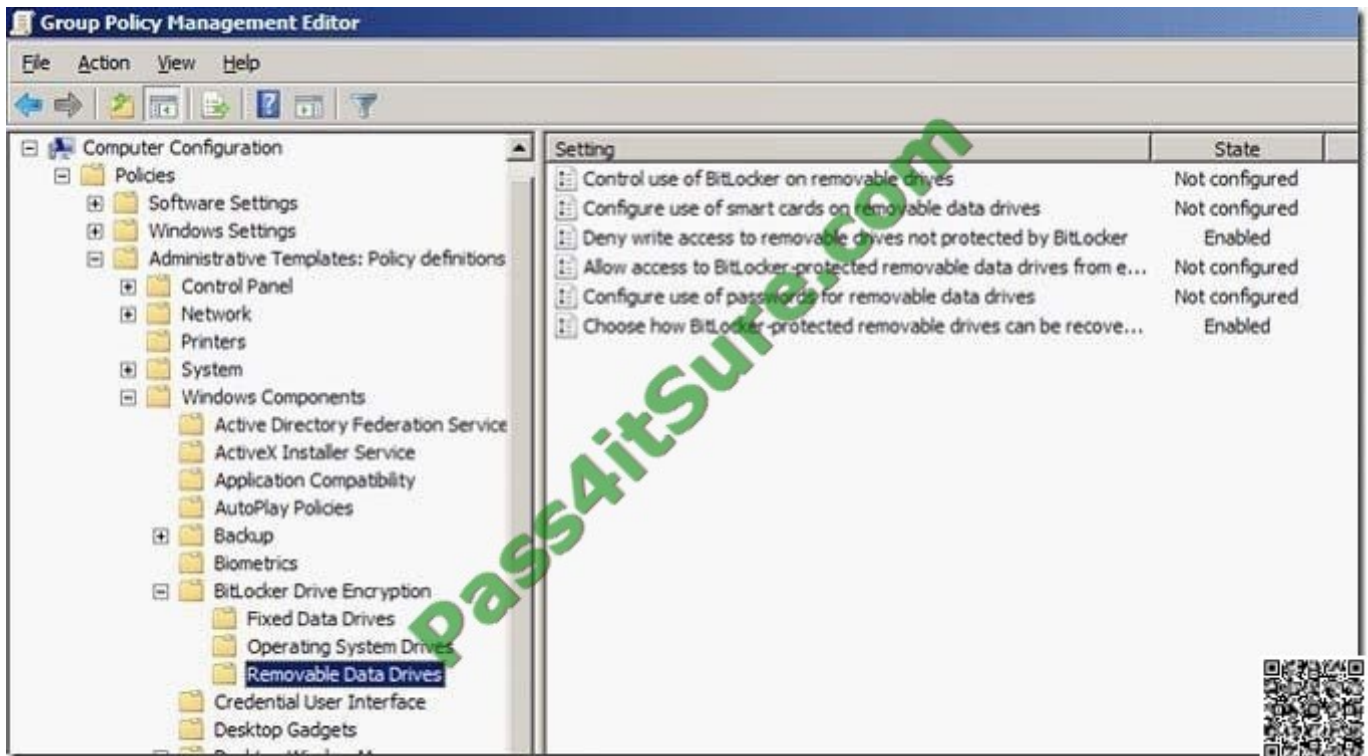 Group Policy Management Editor
File Action View Help
Computer Configuration
Policies
Software Settings
Windows Settings
Administrative Templates: Policy definitions
Control Panel
Network
Printers
System
Windows Components
Active Directory Federation Service
ActiveX Installer Service
Application Compatibility
AutoPlay Policies
Backup
Biometrics
BitLocker Drive Encryption
Fixed Data Drives
Operating System Drives
Removable Data Drives
Credential User Interface
Desktop Gadgets
Setting State
Control use of BitLocker on removable drives Not configured
Configure use of smart cards on removable data drives Not configured
Deny write access to removable drives not protected by BitLocker Enabled
Allow access to BitLocker-protected removable data drives from e... Not configured
Configure use of passwords for removable data drives Not configured
Choose how BitLocker-protected removable drives can be recove... Enabled
Pass4itSure.com